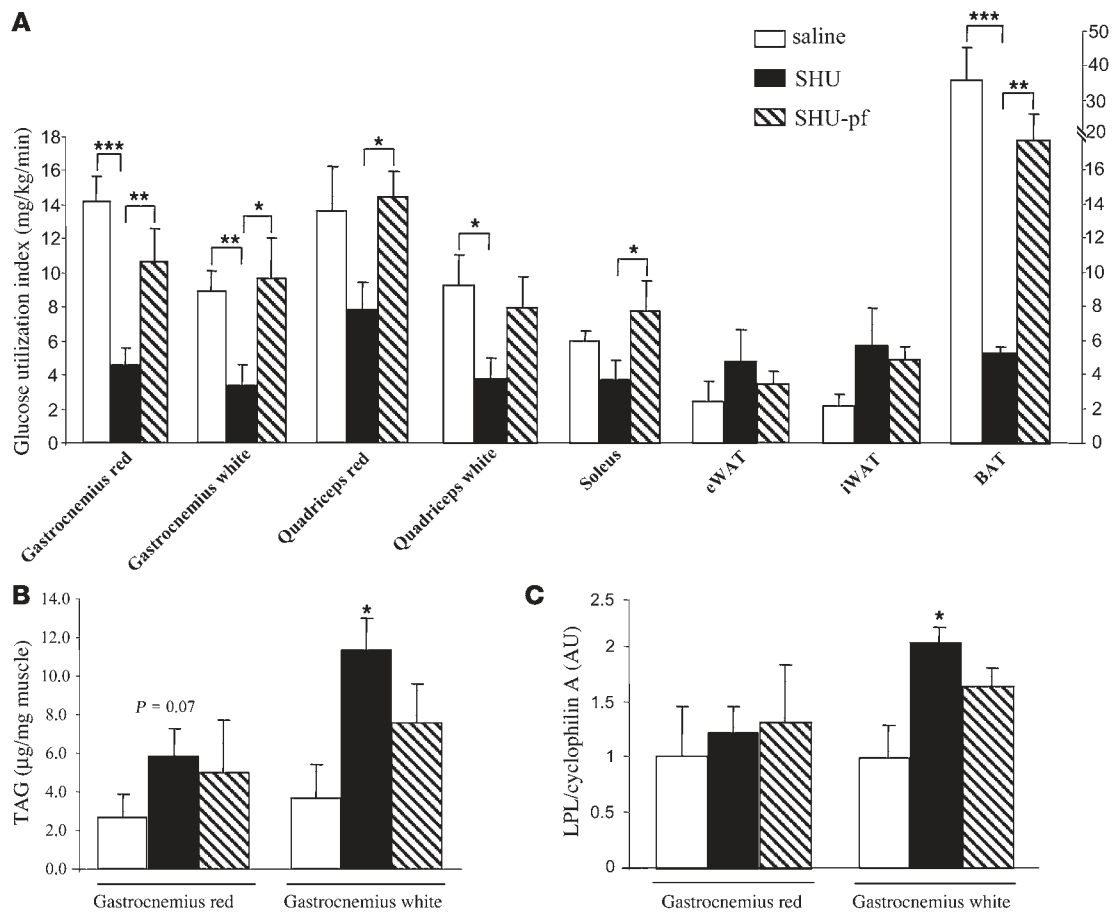 A
saline
SHU
SHU-pf
Glucose utilization index (mg/kg/min)
18
16
14
12
10
8
6
4
2
0
***
**
**
*
*
*
*
***
**
50
40
30
20
16
14
12
10
8
6
4
2
0
Gastrocnemius red
Gastrocnemius white
Quadriceps red
Quadriceps white
Soleus
eWAT
iWAT
BAT
B
TAG (µg/mg muscle)
14.0
12.0
10.0
8.0
6.0
4.0
2.0
0.0
P = 0.07
*
Gastrocnemius red
Gastrocnemius white
C
LPL/cyclophilin A (AU)
2.5
2
1.5
1
0.5
0
*
Gastrocnemius red
Gastrocnemius white